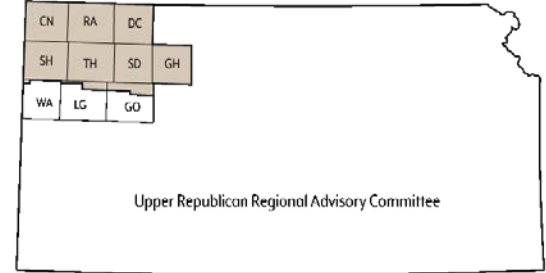 CN RA DC
SH TH SD GH
WA LG GO
Upper Republican Regional Advisory Committee